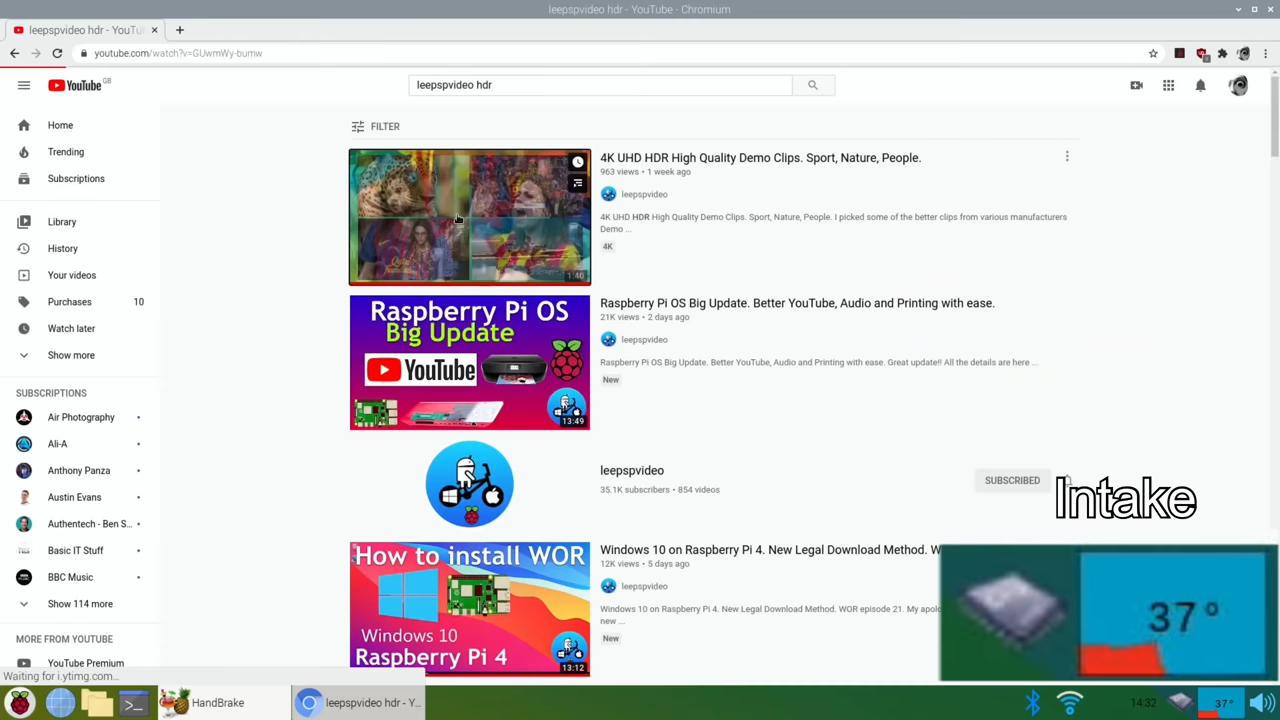 leepspvideo hdr - YouTube - Chromium
leepspvideo hdr - YouTu
youtube.com/watch?v=GUwmWy-bumw
YouTube GB
leepspvideo hdr
Home
Trending
Subscriptions
Library
History
Your videos
Purchases 10
Watch later
Show more
SUBSCRIPTIONS
Air Photography
Ali-A
Anthony Panza
Austin Evans
Authentech - Ben S...
Basic IT Stuff
BBC Music
Show 114 more
MORE FROM YOUTUBE
YouTube Premium
Waiting for i.ytimg.com...
FILTER
1:40
4K UHD HDR High Quality Demo Clips. Sport, Nature, People.
963 views • 1 week ago
leepspvideo
4K UHD HDR High Quality Demo Clips. Sport, Nature, People. I picked some of the better clips from various manufacturers
Demo ...
4K
Raspberry Pi OS
Big Update
YouTube
13:49
Raspberry Pi OS Big Update. Better YouTube, Audio and Printing with ease.
21K views • 2 days ago
leepspvideo
Raspberry Pi OS Big Update. Better YouTube, Audio and Printing with ease. Great update!! All the details are here ...
New
leepspvideo
35.1K subscribers • 854 videos
SUBSCRIBED
Intake
How to install WOR
Windows 10
Raspberry Pi 4
13:12
Windows 10 on Raspberry Pi 4. New Legal Download Method. W
12K views • 5 days ago
leepspvideo
Windows 10 on Raspberry Pi 4. New Legal Download Method. WOR episode 21. My apolo
new ...
New
37°
HandBrake
leepspvideo hdr - Y...
14:32
37°